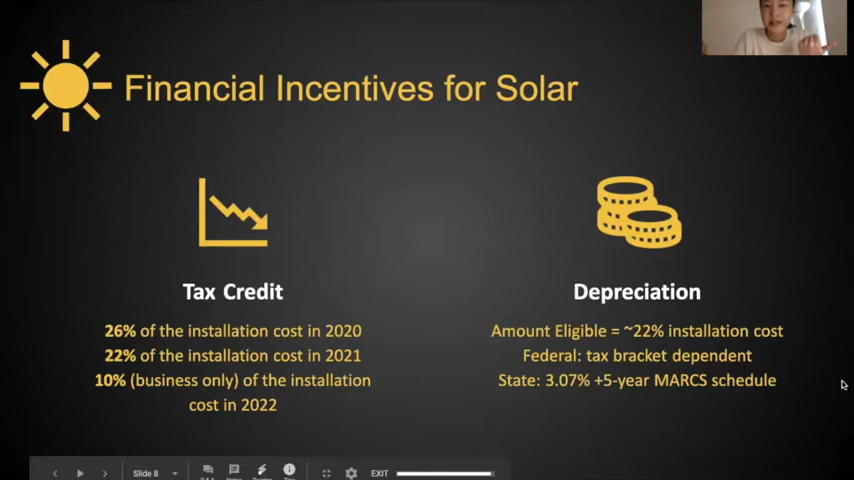 Financial Incentives for Solar
Tax Credit
26% of the installation cost in 2020
22% of the installation cost in 2021
10% (business only) of the installation
cost in 2022
Depreciation
Amount Eligible = ~22% installation cost
Federal: tax bracket dependent
State: 3.07% +5-year MARCS schedule
Slide 8
EXIT